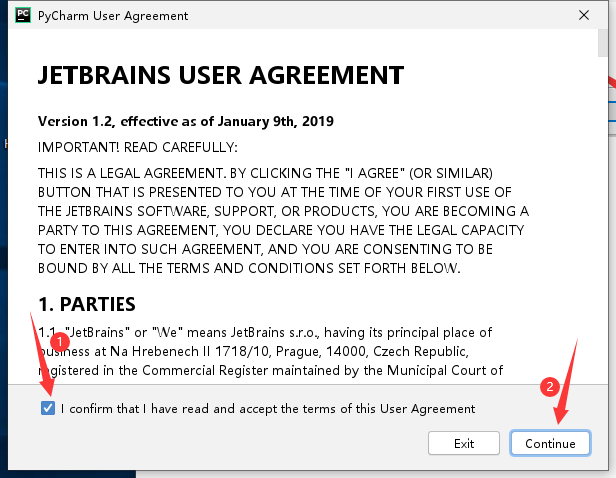 PC PyCharm User Agreement
JETBRAINS USER AGREEMENT
Version 1.2, effective as of January 9th, 2019
IMPORTANT! READ CAREFULLY:
THIS IS A LEGAL AGREEMENT. BY CLICKING THE "I AGREE" (OR SIMILAR)
BUTTON THAT IS PRESENTED TO YOU AT THE TIME OF YOUR FIRST USE OF
THE JETBRAINS SOFTWARE, SUPPORT, OR PRODUCTS, YOU ARE BECOMING A
PARTY TO THIS AGREEMENT, YOU DECLARE YOU HAVE THE LEGAL CAPACITY
TO ENTER INTO SUCH AGREEMENT, AND YOU ARE CONSENTING TO BE
BOUND BY ALL THE TERMS AND CONDITIONS SET FORTH BELOW.
1. PARTIES
1.1. "JetBrains" or "We" means JetBrains s.r.o., having its principal place of
1
business at Na Hrebenech II 1718/10, Prague, 14000, Czech Republic,
registered in the Commercial Register maintained by the Municipal Court of
2
I confirm that I have read and accept the terms of this User Agreement
Exit Continue